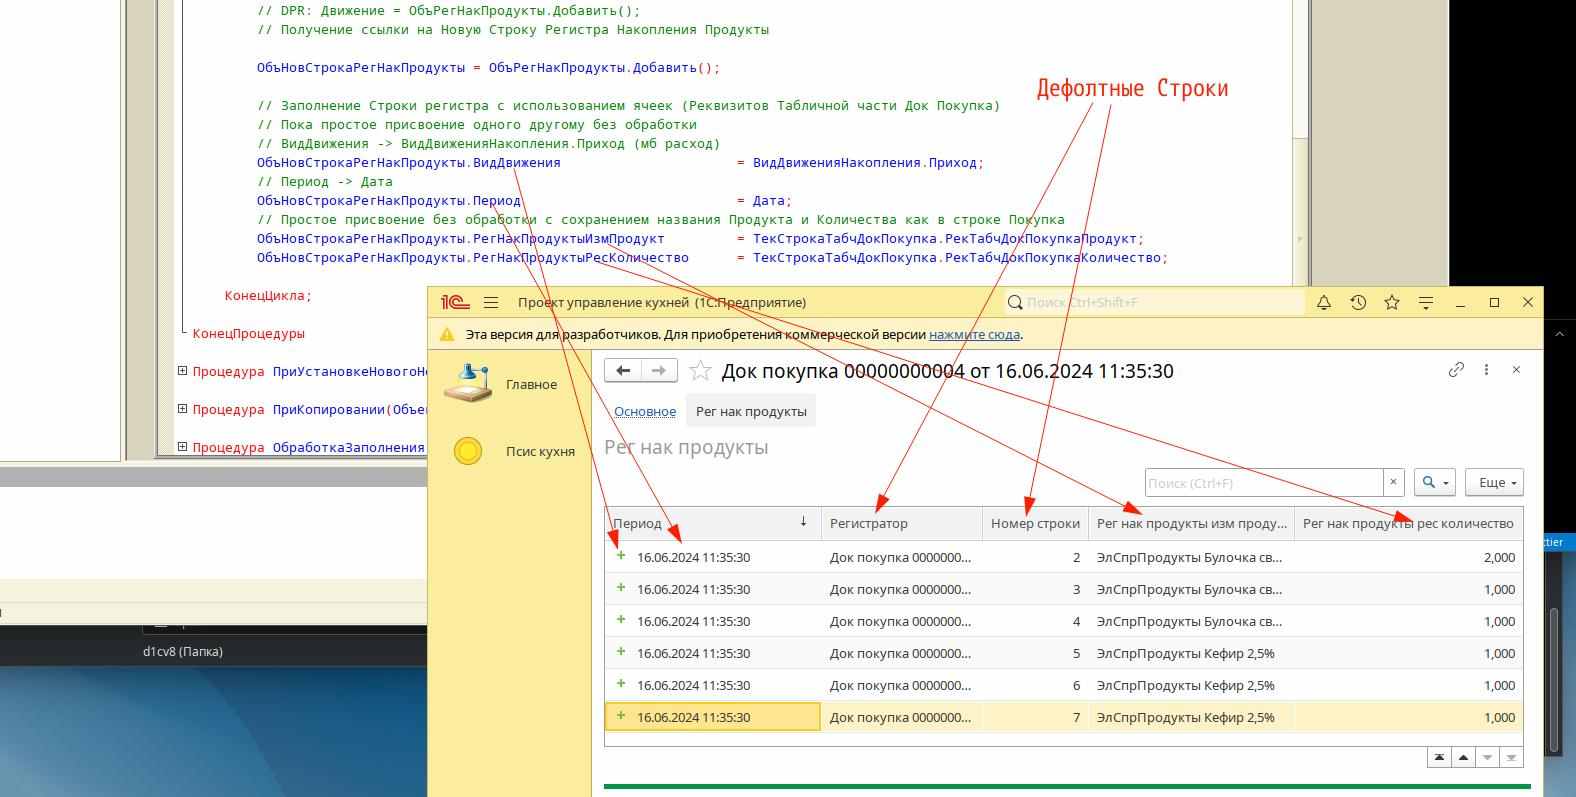 // DPR: Движение = ОбъРегНакПродукты.Добавить();
// Получение ссылки на Новую Строку Регистра Накопления Продукты
ОбъНовСтрокаРегНакПродукты = ОбъРегНакПродукты.Добавить();
Дефолтные Строки
// Заполнение Строки регистра с использованием ячеек (Реквизитов Табличной части Док Покупка)
// Пока простое присвоение одного другому без обработки
// ВидДвижения -> ВидДвиженияНакопления.Приход (мб расход)
ОбъНовСтрокаРегНакПродукты.ВидДвижения = ВидДвиженияНакопления.Приход;
// Период -> Дата
ОбъНовСтрокаРегНакПродукты.Период = Дата;
// Простое присвоение без обработки с сохранением названия Продукта и Количества как в строке Покупка
ОбъНовСтрокаРегНакПродукты.РегНакПродуктыИзмПродукт = ТекСтрокаТабчДокПокупка.РекТабчДокПокупкаПродукт;
ОбъНовСтрокаРегНакПродукты.РегНакПродуктыРесКоличество = ТекСтрокаТабчДокПокупка.РекТабчДокПокупкаКоличество;
КонецЦикла;
КонецПроцедуры
Процедура ПриУстановкеНовогоН
Процедура ПриКопировании(Объе
Процедура ОбработкаЗаполнения
d1cv8 (Папка)
1С Проект управление кухней (1С:Предприятие)
Поиск Ctrl+Shift+F
Эта версия для разработчиков. Для приобретения коммерческой версии нажмите сюда.
Главное
Псис кухня
Док покупка 00000000004 от 16.06.2024 11:35:30
Основное Рег нак продукты
Рег нак продукты
Поиск (Ctrl+F) × Еще
Период Регистратор Номер строки Рег нак продукты изм проду... Рег нак продукты рес количество
16.06.2024 11:35:30 Док покупка 0000000... 2 ЭлСпрПродукты Булочка св... 2,000
16.06.2024 11:35:30 Док покупка 0000000... 3 ЭлСпрПродукты Булочка св... 1,000
16.06.2024 11:35:30 Док покупка 0000000... 4 ЭлСпрПродукты Булочка св... 1,000
16.06.2024 11:35:30 Док покупка 0000000... 5 ЭлСпрПродукты Кефир 2,5% 1,000
16.06.2024 11:35:30 Док покупка 0000000... 6 ЭлСпрПродукты Кефир 2,5% 1,000
16.06.2024 11:35:30 Док покупка 0000000... 7 ЭлСпрПродукты Кефир 2,5% 1,000